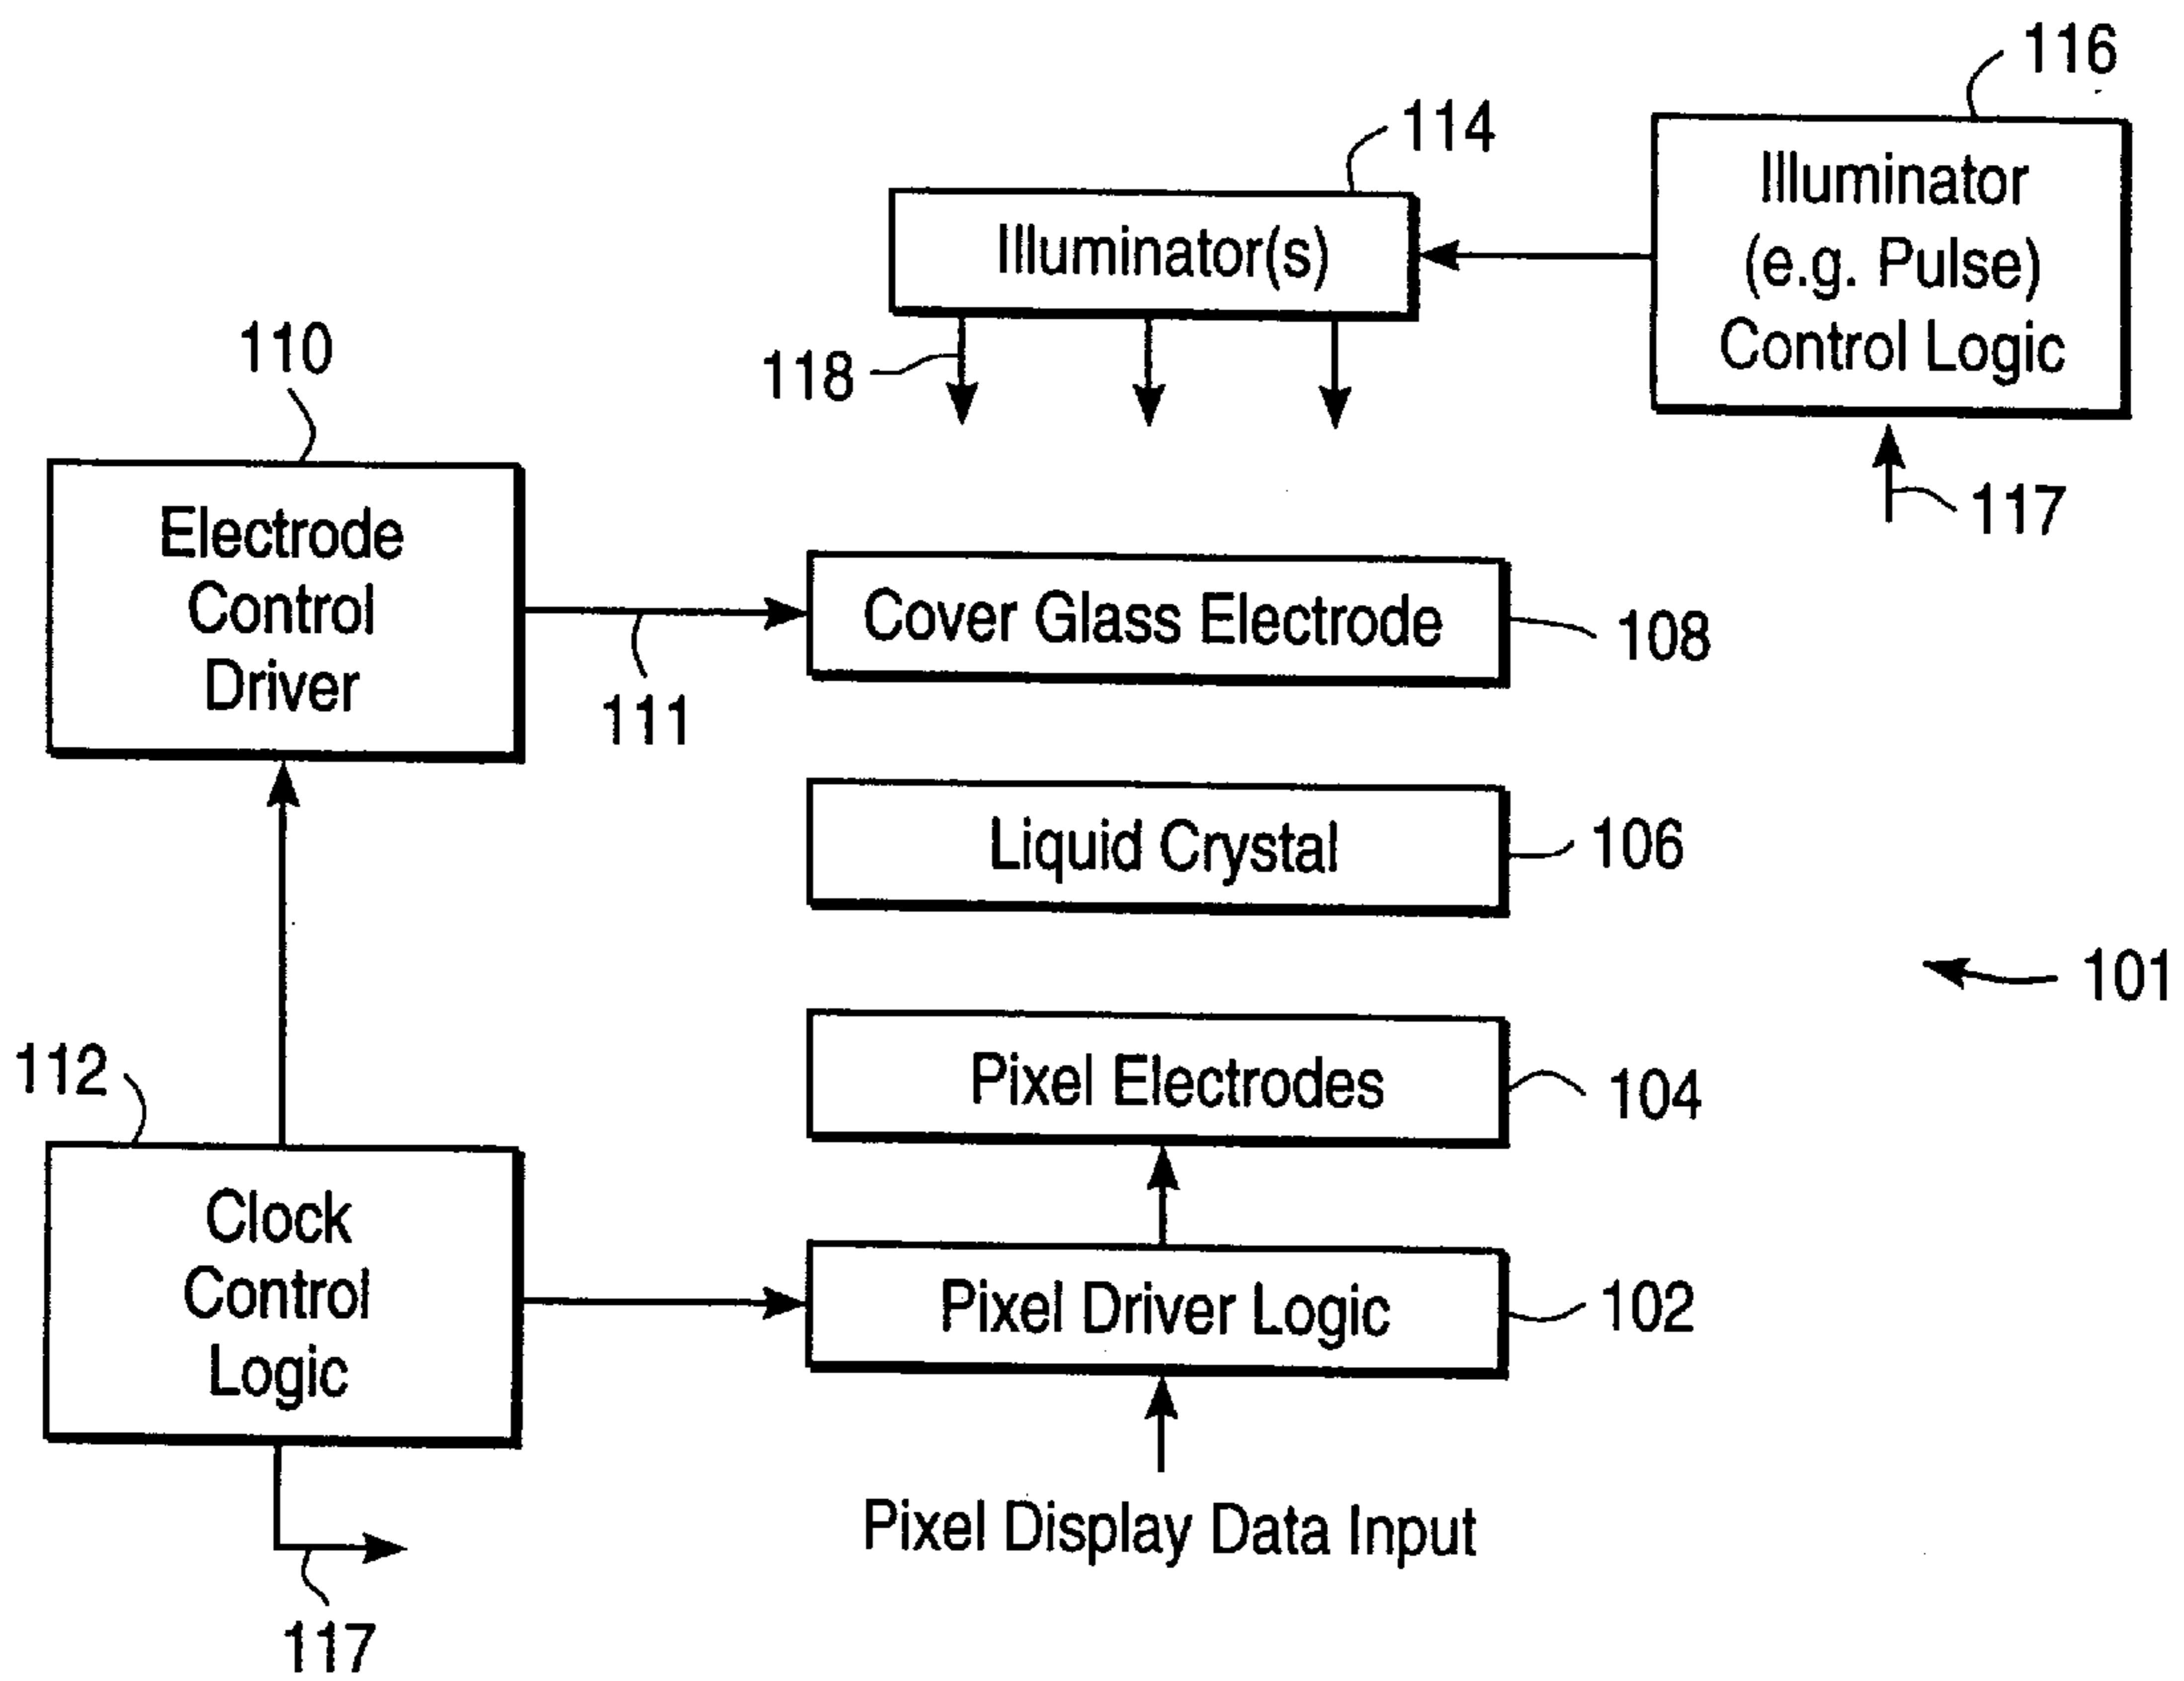 116
114
Illuminator
(e.g. Pulse)
Control Logic
Illuminator(s)
118
110
117
Electrode
Control
Driver
Cover Glass Electrode
108
111
Liquid Crystal
106
101
112
Pixel Electrodes
104
Clock
Control
Logic
Pixel Driver Logic
102
Pixel Display Data Input
117